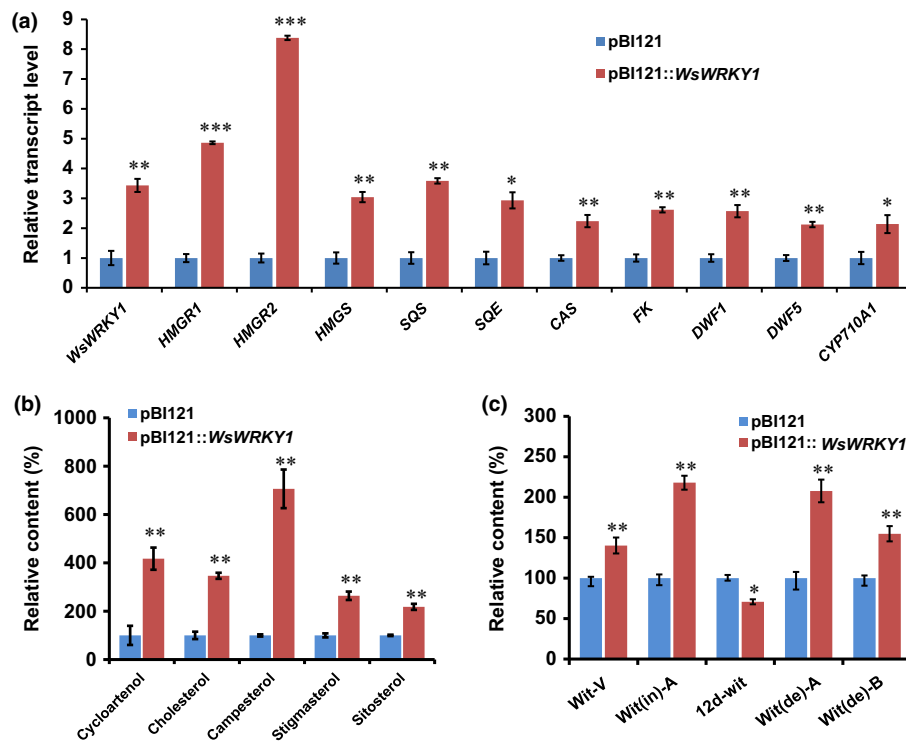 (a)
Relative transcript level
9
8
7
6
5
4
3
2
1
0
pBI121
pBI121::WsWRKY1
** *** *** ** ** * ** ** ** ** *
WsWRKY1 HMGR1 HMGR2 HMGS SQS SQE CAS FK DWF1 DWF5 CYP710A1
(b)
Relative content (%)
1000
800
600
400
200
0
pBI121
pBI121::WsWRKY1
** ** ** ** **
Cycloartenol Cholesterol Campesterol Stigmasterol Sitosterol
(c)
Relative content (%)
300
250
200
150
100
50
0
pBI121
pBI121:: WsWRKY1
** ** * ** **
Wit-V Wit(in)-A 12d-wit Wit(de)-A Wit(de)-B